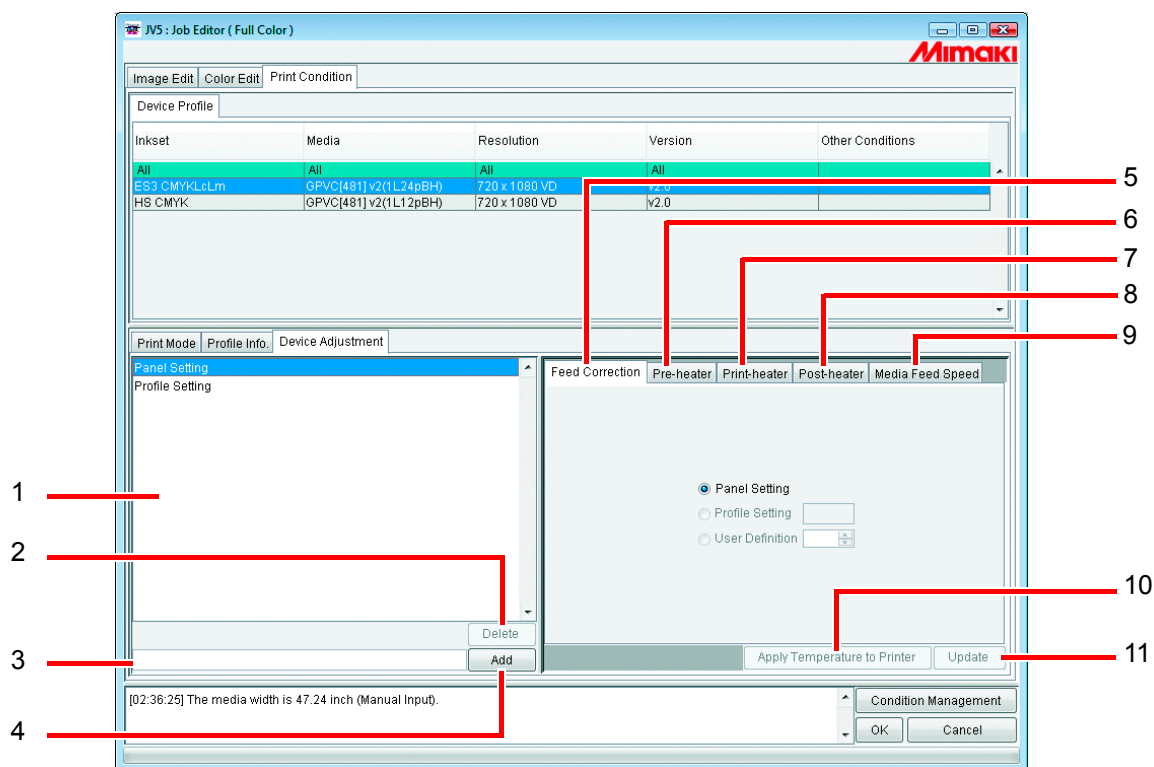 JV5 : Job Editor ( Full Color )
Mimaki
Image Edit Color Edit Print Condition
Device Profile
Inkset Media Resolution Version Other Conditions
All All All All
ES3 CMYKLcLm GPVC[481] v2(1L24pBH) 720 x 1080 VD v2.0
HS CMYK GPVC[481] v2(1L12pBH) 720 x 1080 VD v2.0
5
6
7
8
9
Print Mode Profile Info. Device Adjustment
Panel Setting
Profile Setting
Feed Correction Pre-heater Print-heater Post-heater Media Feed Speed
1
Panel Setting
Profile Setting
User Definition
2
10
Delete
3
Add
Apply Temperature to Printer Update
11
[02:36:25] The media width is 47.24 inch (Manual Input).
Condition Management
4
OK Cancel